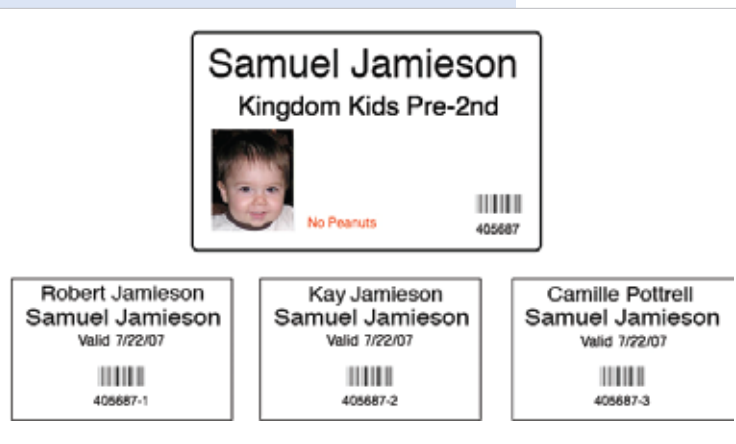 Samuel Jamieson
Kingdom Kids Pre-2nd
No Peanuts
405687
Robert Jamieson
Samuel Jamieson
Valid 7/22/07
405687-1
Kay Jamieson
Samuel Jamieson
Valid 7/22/07
405687-2
Camille Pottrell
Samuel Jamieson
Valid 7/22/07
405687-3